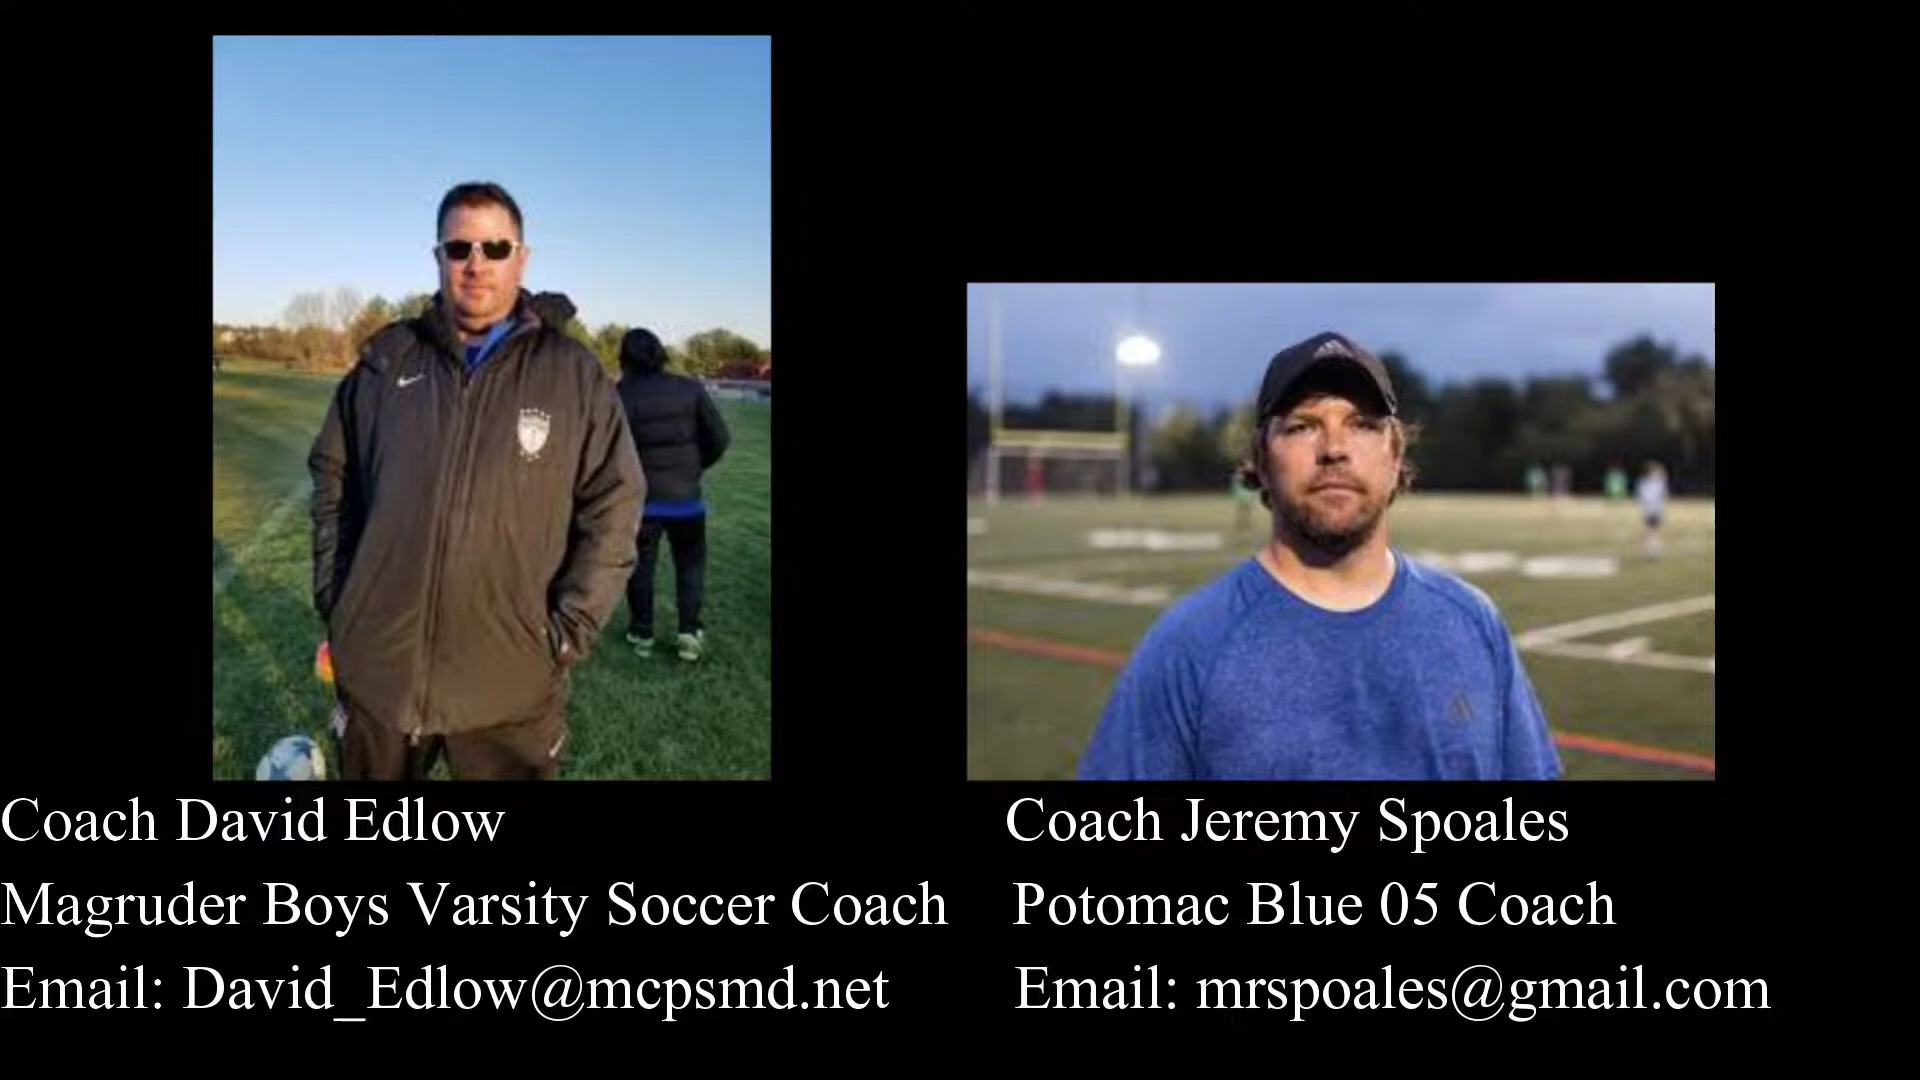 Coach David Edlow
Magruder Boys Varsity Soccer Coach
Email: David_Edlow@mcpsmd.net
Coach Jeremy Spoales
Potomac Blue 05 Coach
Email: mrspoales@gmail.com